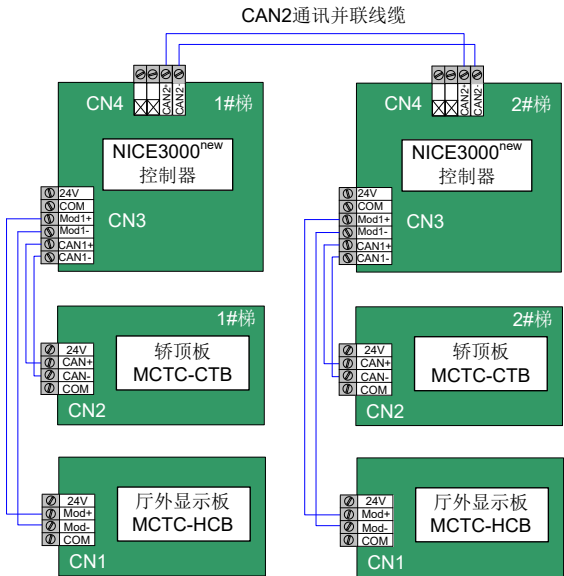 CAN2通讯并联线缆
CN4
CAN2+
CAN2-
1#梯
NICE3000new
控制器
24V
COM
Mod1+
Mod1-
CAN1+
CAN1-
CN3
CN4
CAN2+
CAN2-
2#梯
NICE3000new
控制器
24V
COM
Mod1+
Mod1-
CAN1+
CAN1-
CN3
1#梯
轿顶板
MCTC-CTB
24V
CAN+
CAN-
COM
CN2
2#梯
轿顶板
MCTC-CTB
24V
CAN+
CAN-
COM
CN2
厅外显示板
MCTC-HCB
24V
Mod+
Mod-
COM
CN1
厅外显示板
MCTC-HCB
24V
Mod+
Mod-
COM
CN1